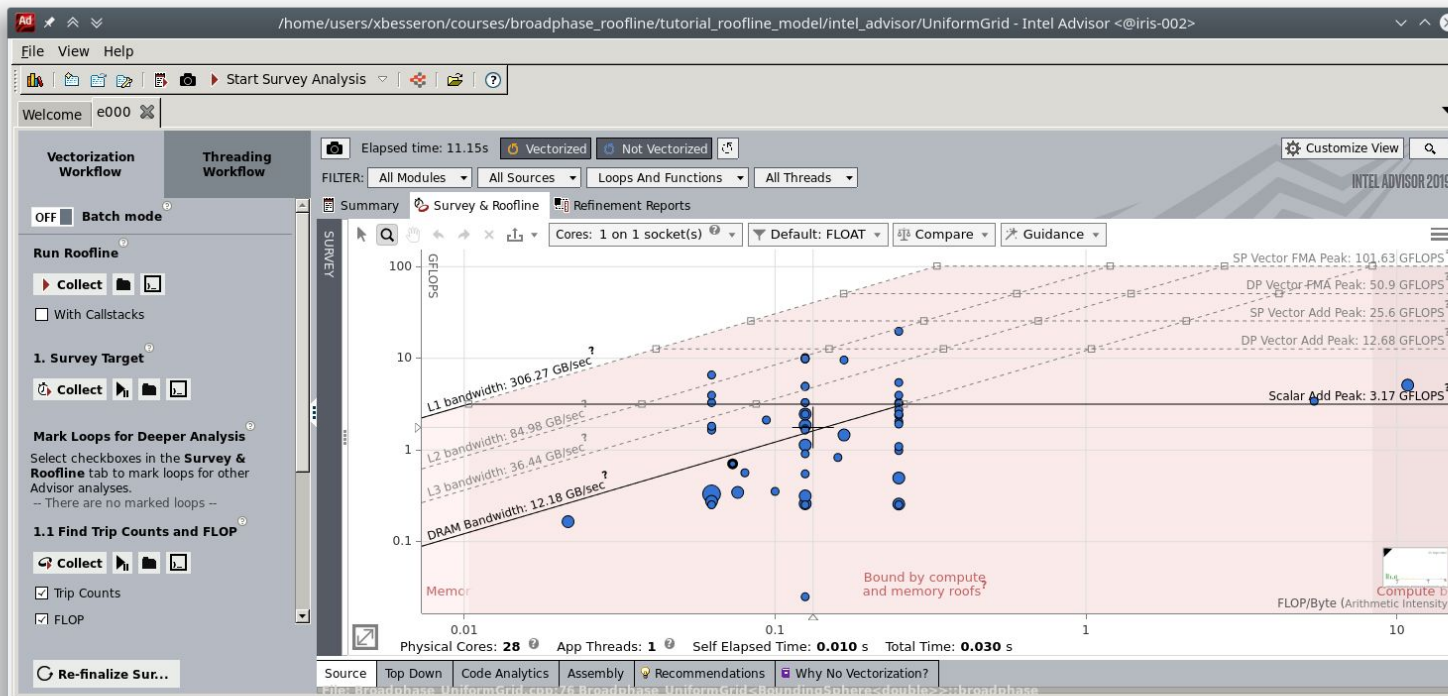 Ad /home/users/xbesseron/courses/broadphase_roofline/tutorial_roofline_model/intel_advisor/UniformGrid - Intel Advisor <@iris-002>
File View Help
Start Survey Analysis
Welcome e000
Vectorization Workflow
Threading Workflow
OFF Batch mode
Run Roofline
Collect
With Callstacks
1. Survey Target
Collect
Mark Loops for Deeper Analysis
Select checkboxes in the Survey &
Roofline tab to mark loops for other
Advisor analyses.
-- There are no marked loops --
1.1 Find Trip Counts and FLOP
Collect
Trip Counts
FLOP
Re-finalize Sur...
Elapsed time: 11.15s Vectorized Not Vectorized
Customize View
FILTER: All Modules All Sources Loops And Functions All Threads
INTEL ADVISOR 2019
Summary Survey & Roofline Refinement Reports
SURVEY
Cores: 1 on 1 socket(s) ? Default: FLOAT Compare Guidance
GFLOPS
100
10
1
0.1
SP Vector FMA Peak: 101.63 GFLOPS
DP Vector FMA Peak: 50.9 GFLOPS
SP Vector Add Peak: 25.6 GFLOPS
DP Vector Add Peak: 12.68 GFLOPS
Scalar Add Peak: 3.17 GFLOPS
L1 bandwidth: 306.27 GB/sec ?
L2 bandwidth: 84.98 GB/sec ?
L3 bandwidth: 36.44 GB/sec ?
DRAM Bandwidth: 12.18 GB/sec ?
Memor
Bound by compute
and memory roofs ?
Compute b
FLOP/Byte (Arithmetic Intensity
0.01 0.1 1 10
Physical Cores: 28 App Threads: 1 Self Elapsed Time: 0.010 s Total Time: 0.030 s
Source Top Down Code Analytics Assembly Recommendations Why No Vectorization?
File: Broadphase_UniformGrid.cpp:76 Broadphase_UniformGrid<BoundingSphere<double>>::broadphase